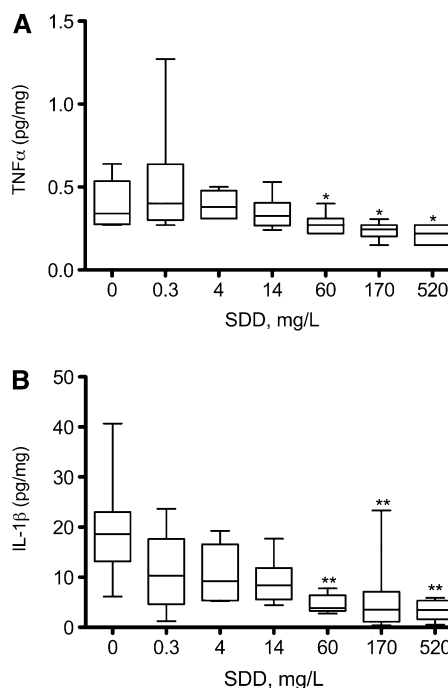 A
1.5
1.0
0.5
0.0
TNFα (pg/mg)
* * *
0 0.3 4 14 60 170 520
SDD, mg/L
B
50
40
30
20
10
0
IL-1β (pg/mg)
** ** **
0 0.3 4 14 60 170 520
SDD, mg/L